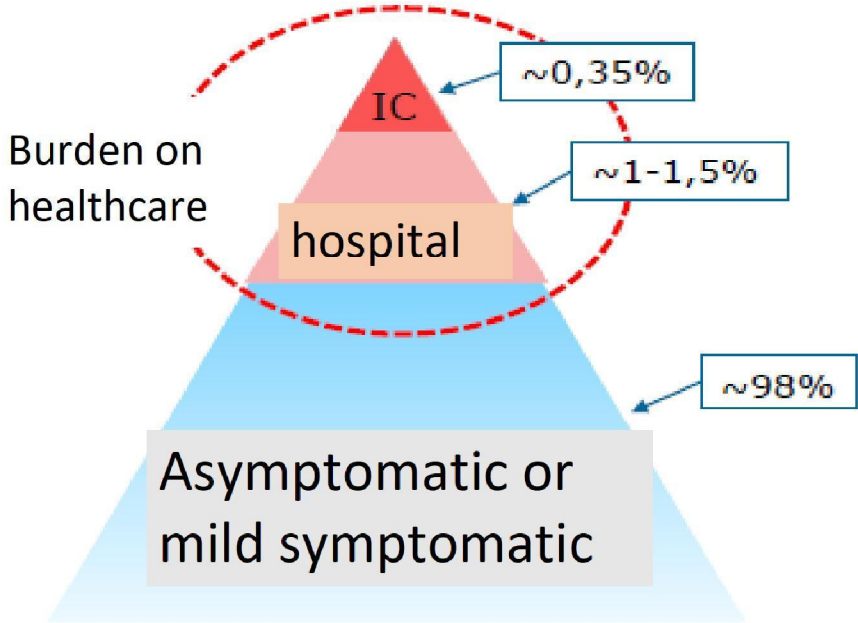 ~0,35%
IC
Burden on
healthcare
~1-1,5%
hospital
~98%
Asymptomatic or
mild symptomatic